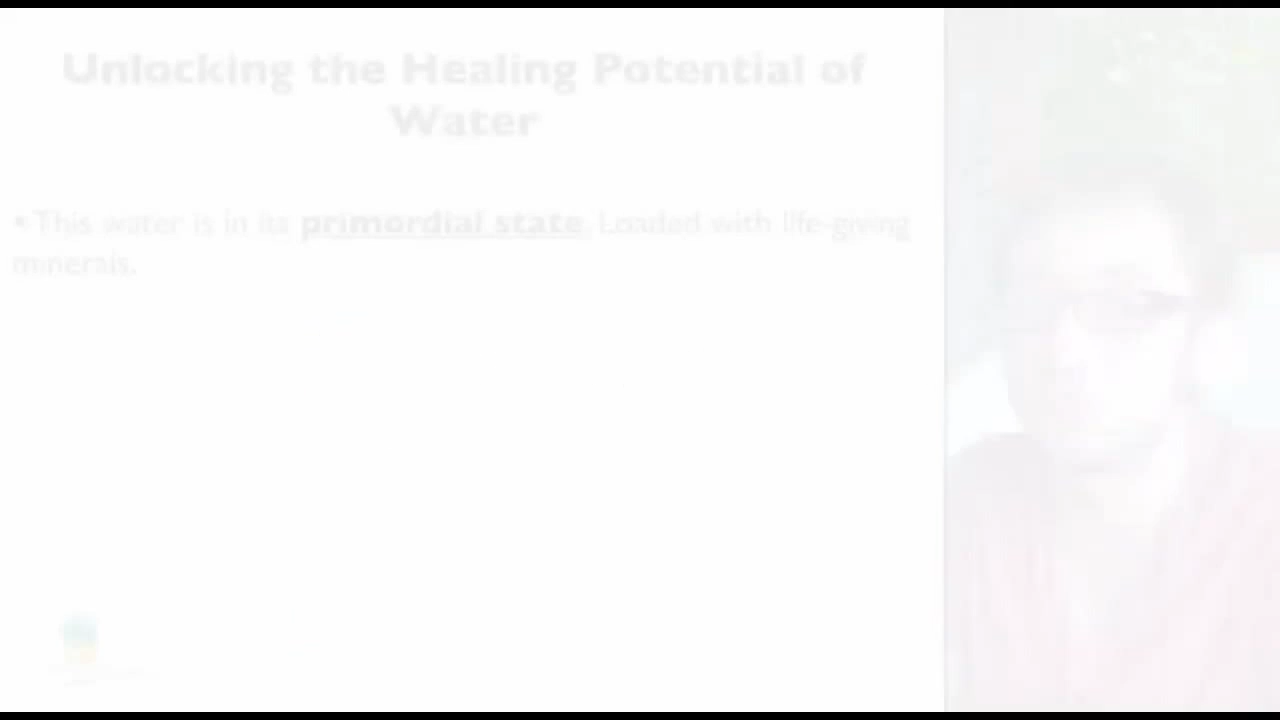 Unlocking the Healing Potential of
Water
• This water is in its primordial state. Loaded with life-giving
minerals.